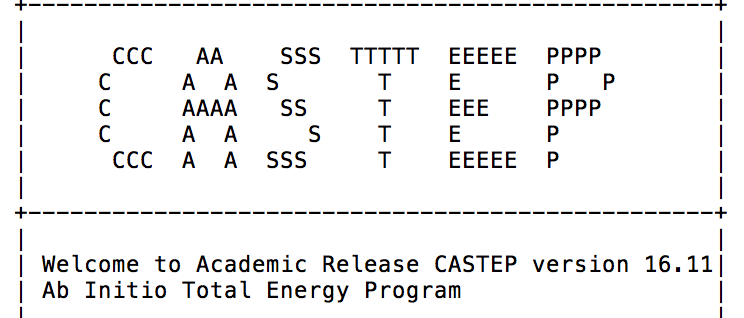 +-------------------------------------------------+
|                                                 |
|      CCC   AA    SSS  TTTTT  EEEEE  PPPP        |
|     C     A  A  S       T    E      P   P       |
|     C     AAAA   SS     T    EEE    PPPP        |
|     C     A  A     S    T    E      P           |
|      CCC  A  A  SSS     T    EEEEE  P           |
|                                                 |
+-------------------------------------------------+
|                                                 |
| Welcome to Academic Release CASTEP version 16.11|
| Ab Initio Total Energy Program                  |